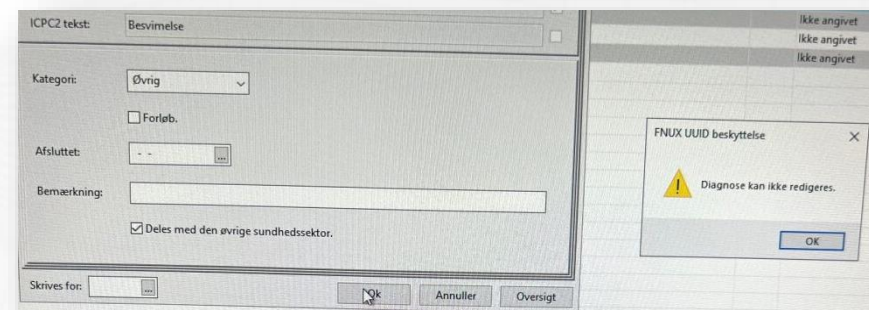 ICPC2 tekst:
Besvimelse
Kategori:
Øvrig
Forløb.
Afsluttet:
- -
...
Bemærkning:
Deles med den øvrige sundhedssektor.
Skrives for:
...
Ok
Annuller
Oversigt
Ikke angivet
Ikke angivet
Ikke angivet
FNUX UUID beskyttelse
Diagnose kan ikke redigeres.
OK